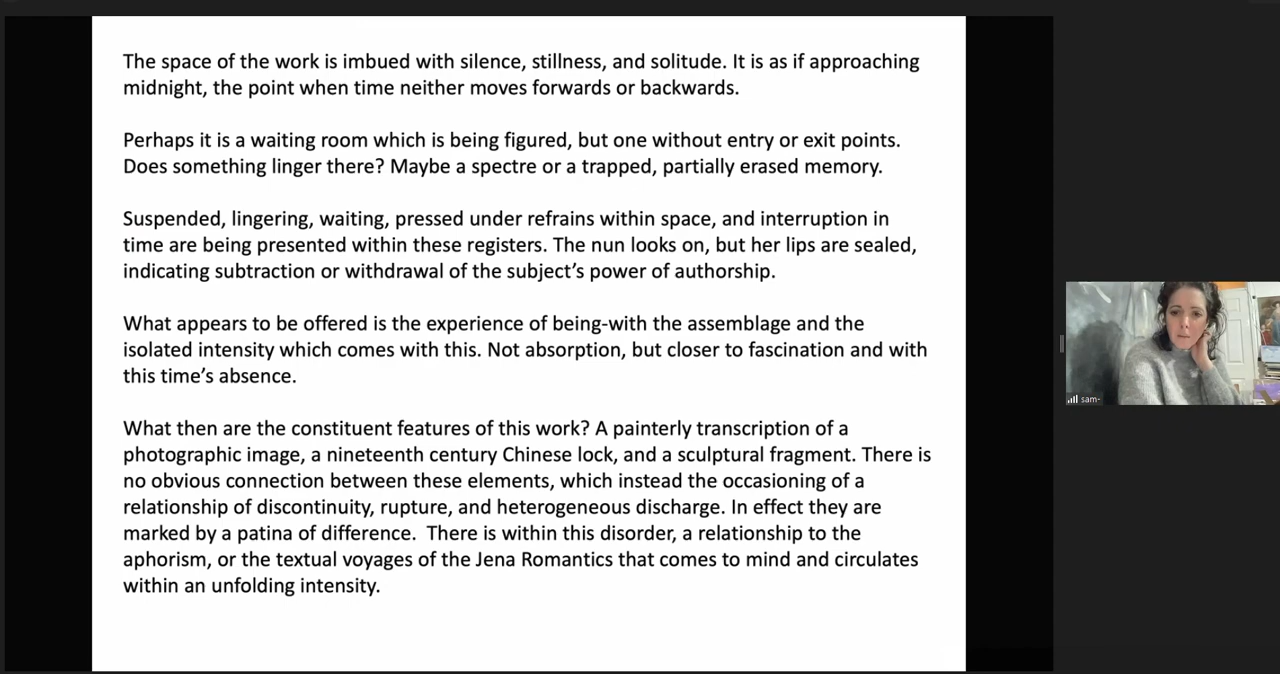 The space of the work is imbued with silence, stillness, and solitude. It is as if approaching
midnight, the point when time neither moves forwards or backwards.
Perhaps it is a waiting room which is being figured, but one without entry or exit points.
Does something linger there? Maybe a spectre or a trapped, partially erased memory.
Suspended, lingering, waiting, pressed under refrains within space, and interruption in
time are being presented within these registers. The nun looks on, but her lips are sealed,
indicating subtraction or withdrawal of the subject's power of authorship.
What appears to be offered is the experience of being-with the assemblage and the
isolated intensity which comes with this. Not absorption, but closer to fascination and with
this time's absence.
What then are the constituent features of this work? A painterly transcription of a
photographic image, a nineteenth century Chinese lock, and a sculptural fragment. There is
no obvious connection between these elements, which instead the occasioning of a
relationship of discontinuity, rupture, and heterogeneous discharge. In effect they are
marked by a patina of difference.  There is within this disorder, a relationship to the
aphorism, or the textual voyages of the Jena Romantics that comes to mind and circulates
within an unfolding intensity.
sam-